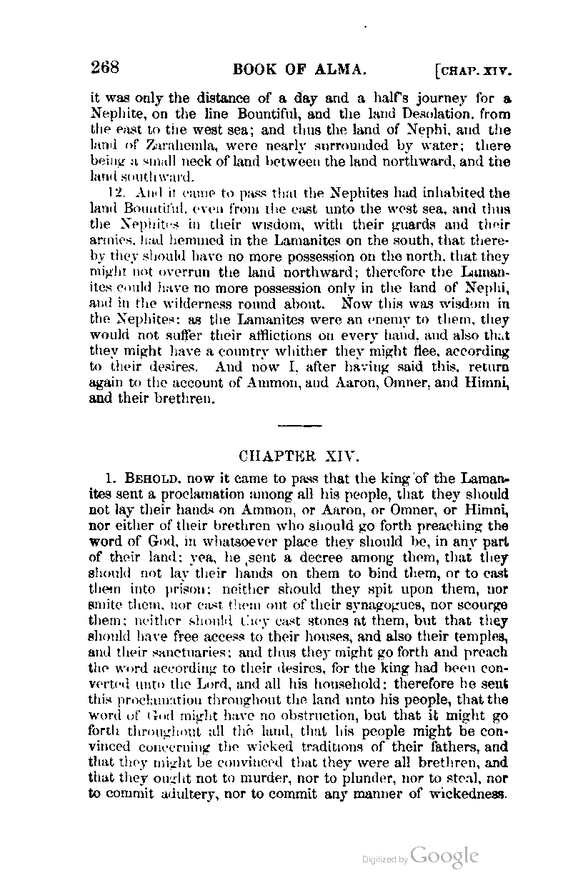 268 BOOK OF ALMA. [CHAP. XIV.
it was only the distance of a day and a half's journey for a
Nephite, on the line Bountiful, and the land Desolation, from
the east to the west sea; and thus the land of Nephi, and the
land of Zarahemla, were nearly surrounded by water; there
being a small neck of land between the land northward, and the
land southward.
12. And it came to pass that the Nephites had inhabited the
land Bountiful, even from the east unto the west sea, and thus
the Nephites in their wisdom, with their guards and their
armies, had hemmed in the Lamanites on the south, that there-
by they should have no more possession on the north, that they
might not overrun the land northward; therefore the Laman-
ites could have no more possession only in the land of Nephi,
and in the wilderness round about. Now this was wisdom in
the Nephites; as the Lamanites were an enemy to them, they
would not suffer their afflictions on every hand, and also that
they might have a country whither they might flee, according
to their desires. And now I, after having said this, return
again to the account of Ammon, and Aaron, Omner, and Himni,
and their brethren.
CHAPTER XIV.
1. BEHOLD, now it came to pass that the king of the Laman-
ites sent a proclamation among all his people, that they should
not lay their hands on Ammon, or Aaron, or Omner, or Himni,
nor either of their brethren who should go forth preaching the
word of God, in whatsoever place they should be, in any part
of their land; yea, he sent a decree among them, that they
should not lay their hands on them to bind them, or to cast
them into prison; neither should they spit upon them, nor
smite them, nor cast them out of their synagogues, nor scourge
them; neither should they cast stones at them, but that they
should have free access to their houses, and also their temples,
and their sanctuaries; and thus they might go forth and preach
the word according to their desires, for the king had been con-
verted unto the Lord, and all his household; therefore he sent
this proclamation throughout the land unto his people, that the
word of God might have no obstruction, but that it might go
forth throughout all the land, that his people might be con-
vinced concerning the wicked traditions of their fathers, and
that they might be convinced that they were all brethren, and
that they ought not to murder, nor to plunder, nor to steal, nor
to commit adultery, nor to commit any manner of wickedness.
Digitized by Google